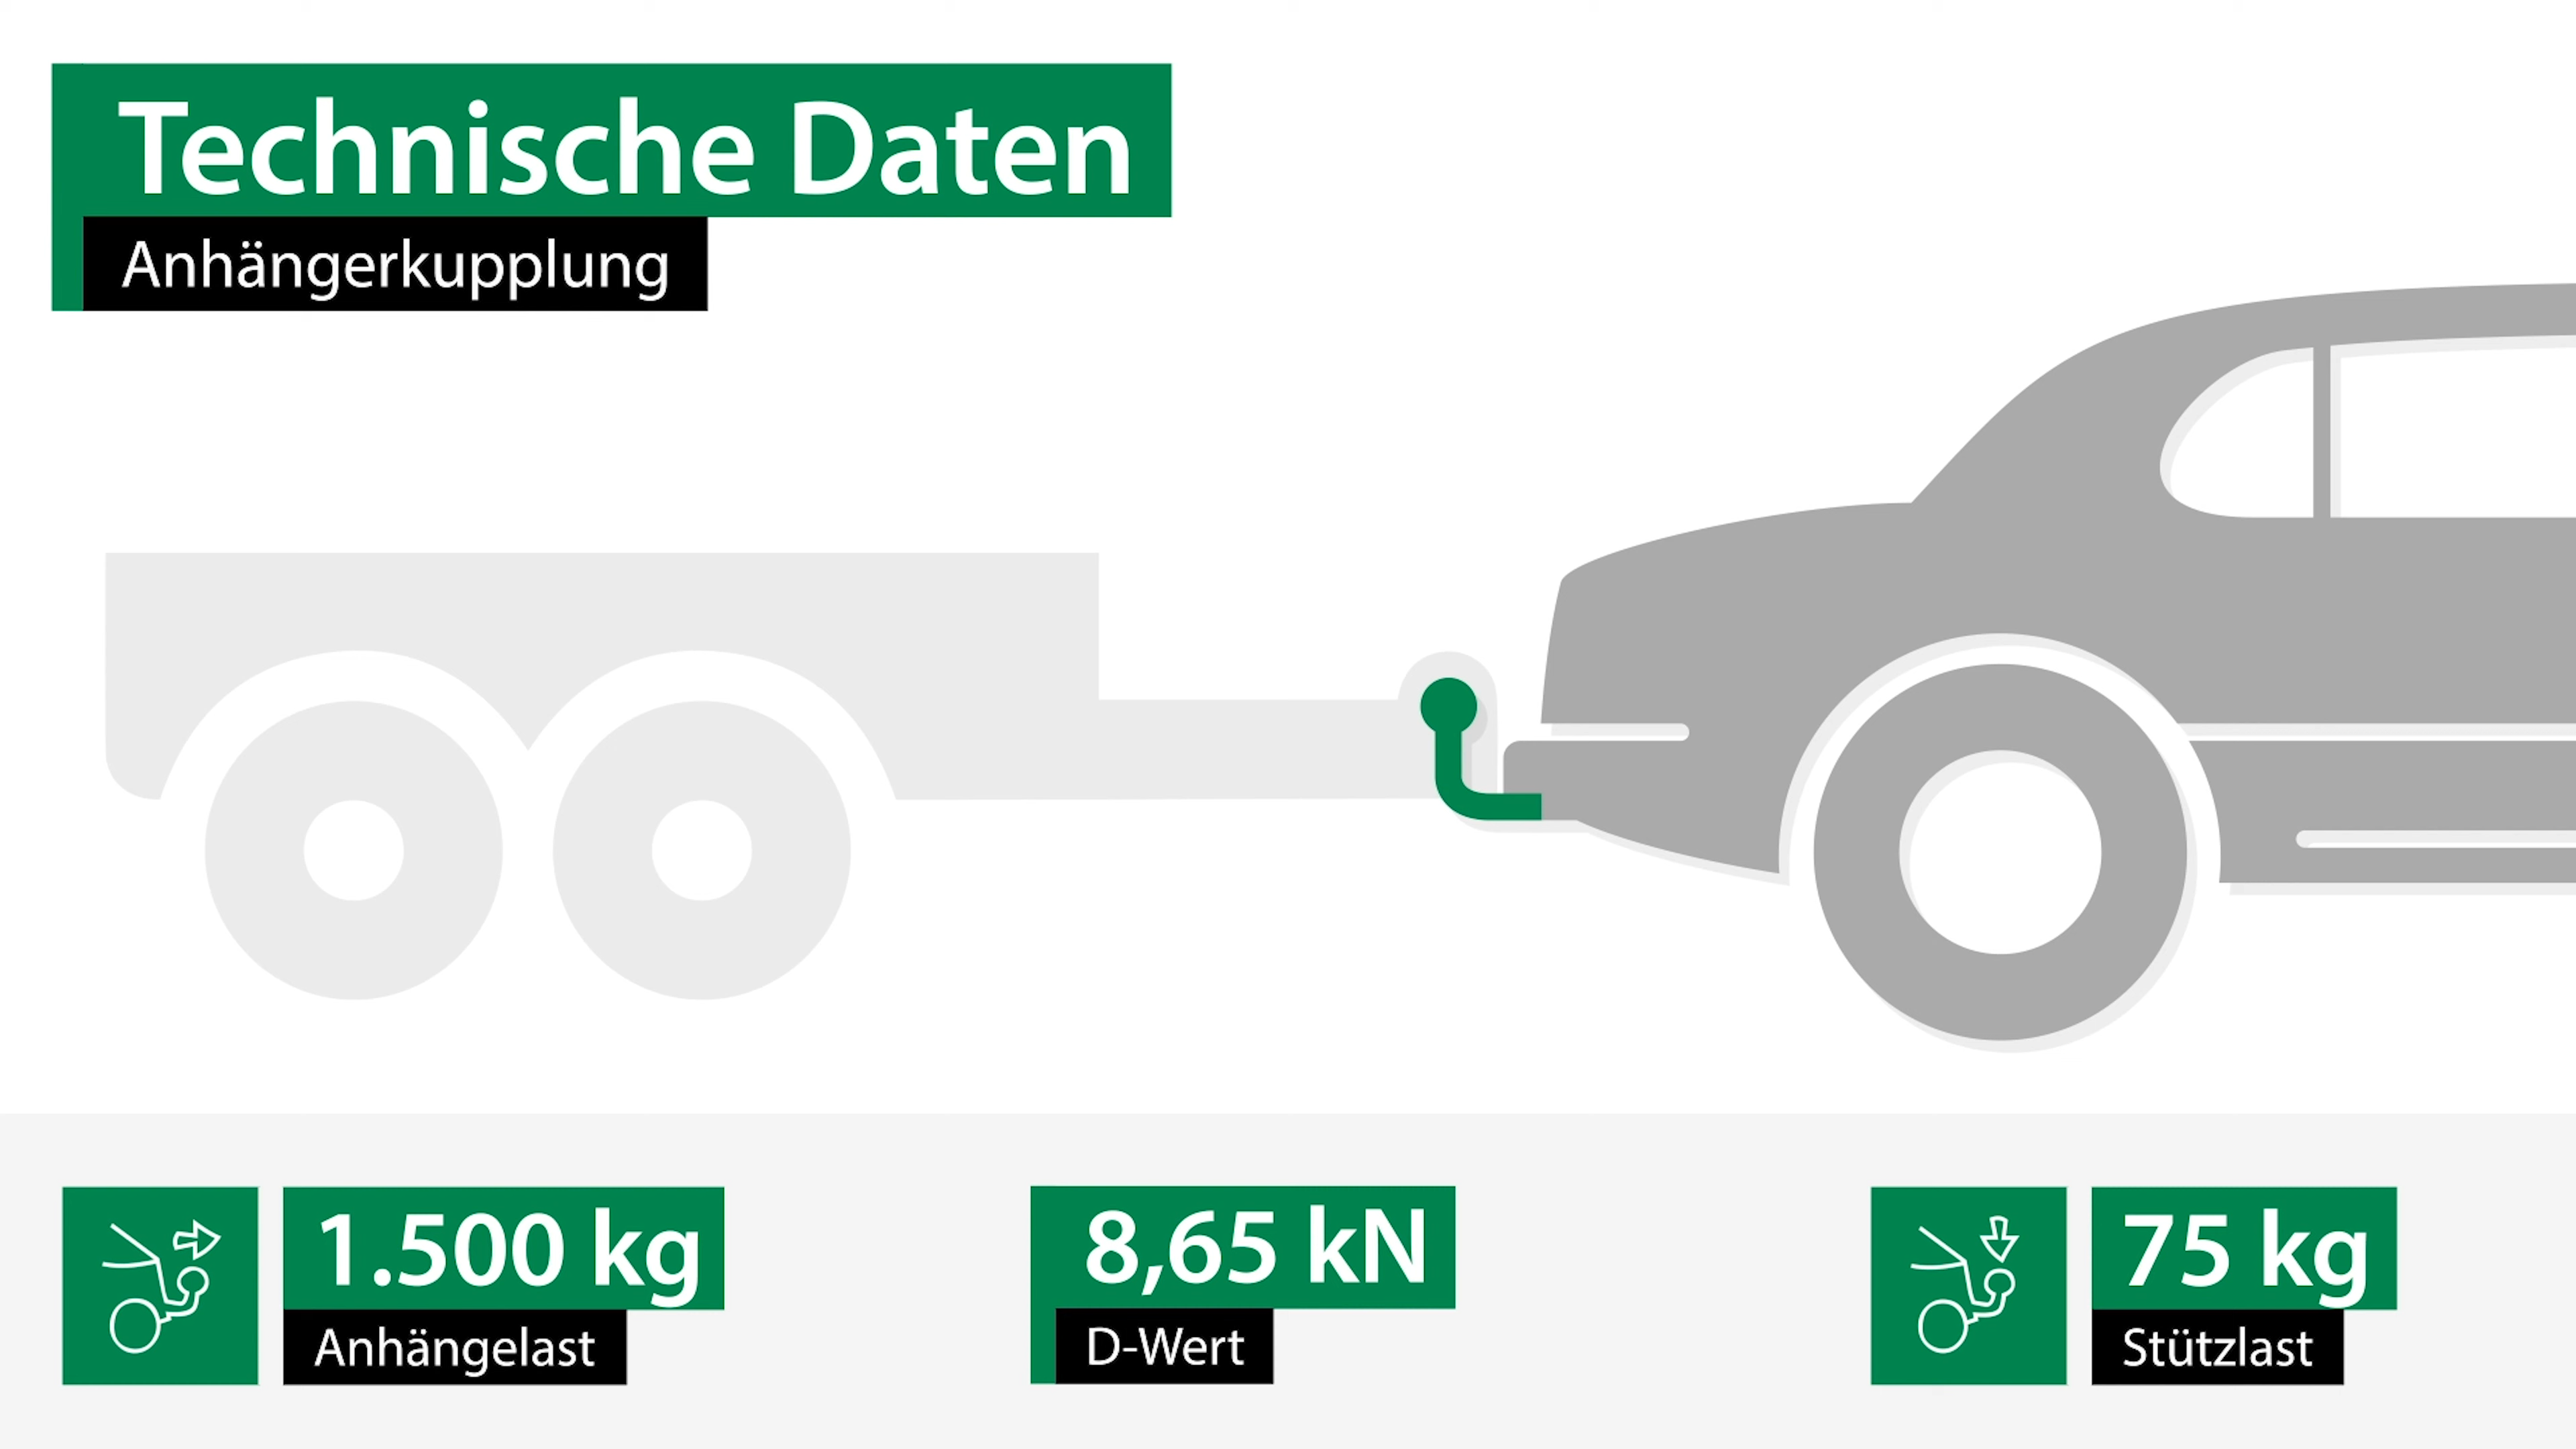 Technische Daten
Anhängerkupplung
1.500 kg
Anhängelast
8,65 kN
D-Wert
75 kg
Stützlast